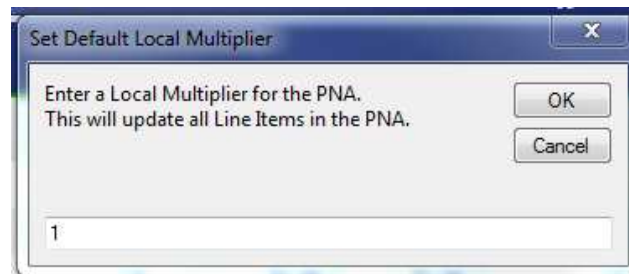 Set Default Local Multiplier
Enter a Local Multiplier for the PNA.
This will update all Line Items in the PNA.
OK
Cancel
1